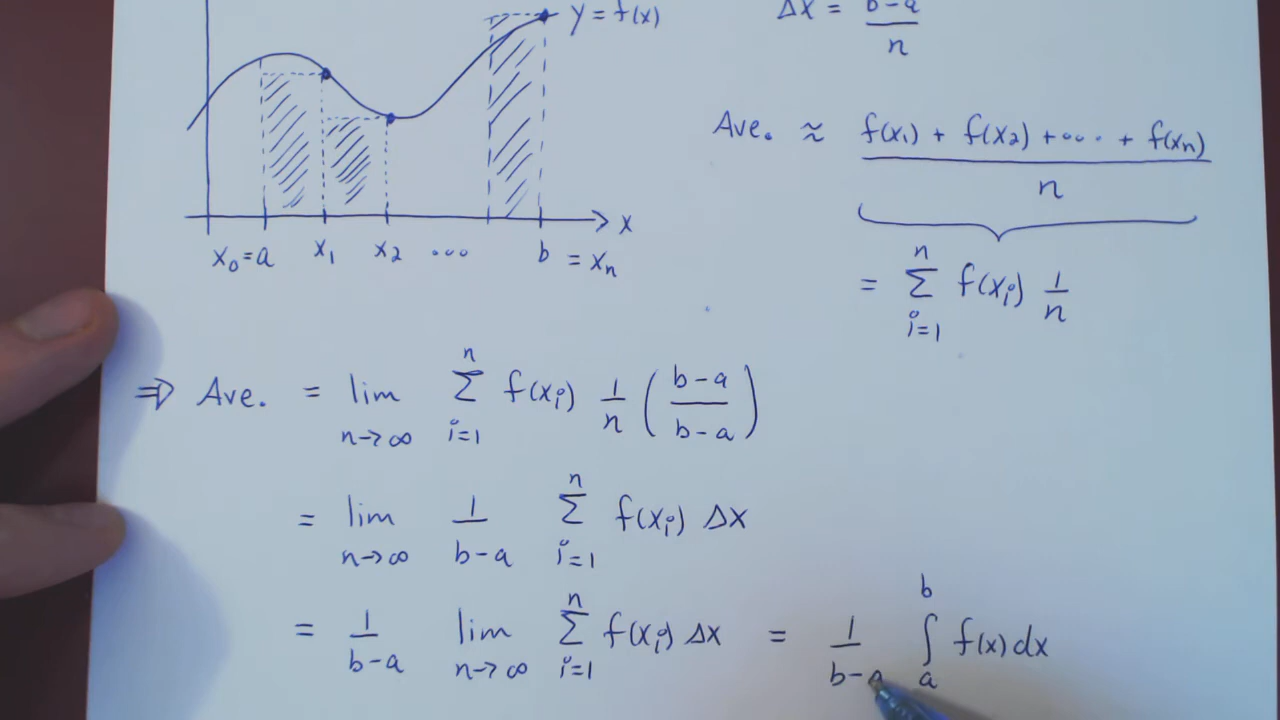 y = f(x)
Δx = b-a / n
Ave. ≈ f(x₁) + f(x₂) + ···· + f(xₙ) / n
x₀ = a x₁ x₂ ··· b = xₙ x
= Σ f(xᵢ) 1/n
n
i=1
⇒ Ave. = lim n→∞ Σ i=1 n f(xᵢ) 1/n (b-a / b-a)
= lim n→∞ 1/b-a Σ i=1 n f(xᵢ) Δx
= 1/b-a lim n→∞ Σ i=1 n f(xᵢ) Δx = 1/b-a ∫ a b f(x) dx